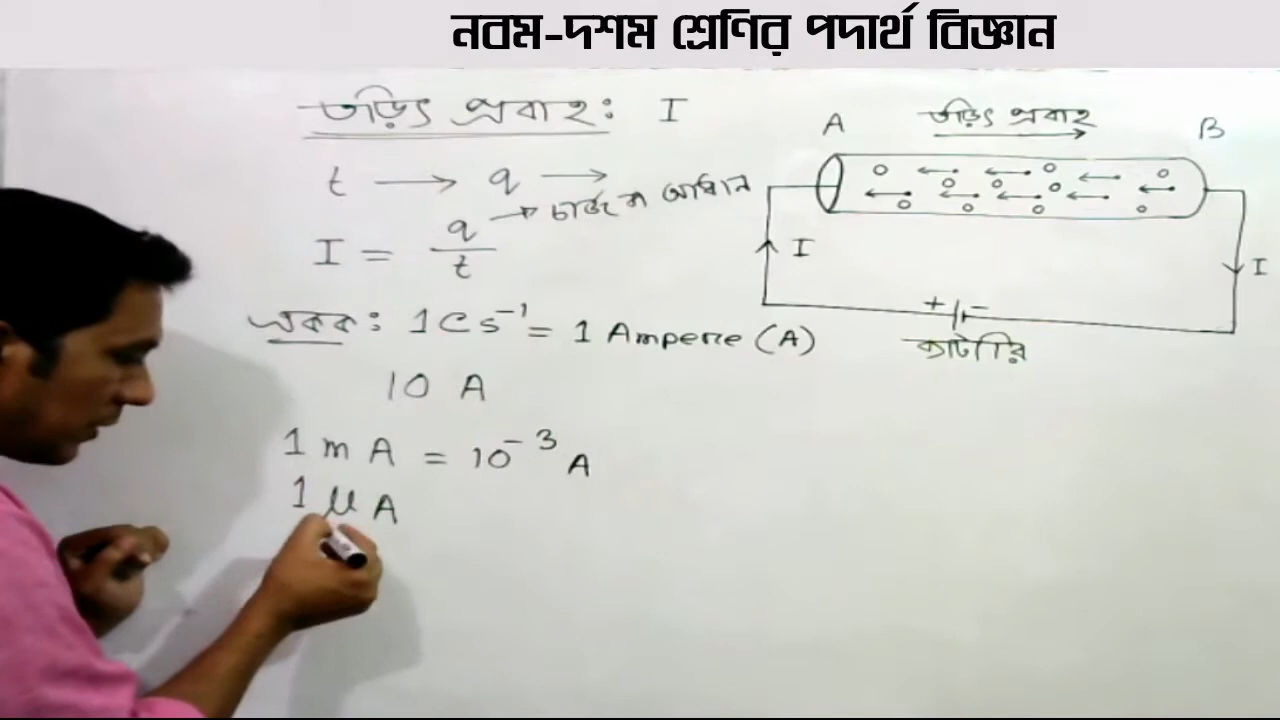 নবম-দশম শ্রেণির পদার্থ বিজ্ঞান
তড়িৎ প্রবাহঃ I
t → q →
I = q/t → চার্জ বা আধান
এককঃ 1Cs⁻¹ = 1 Ampere (A)
10 A
1 mA = 10⁻³ A
1 μA
A তড়িৎ প্রবাহ B
I I
+ -
ব্যাটারি